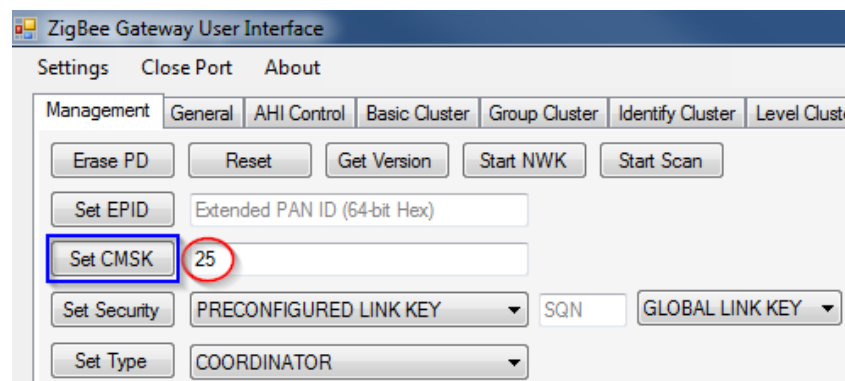 ZigBee Gateway User Interface
Settings Close Port About
Management General AHI Control Basic Cluster Group Cluster Identify Cluster Level Clust
Erase PD Reset Get Version Start NWK Start Scan
Set EPID Extended PAN ID (64-bit Hex)
Set CMSK 25
Set Security PRECONFIGURED LINK KEY SQN GLOBAL LINK KEY
Set Type COORDINATOR